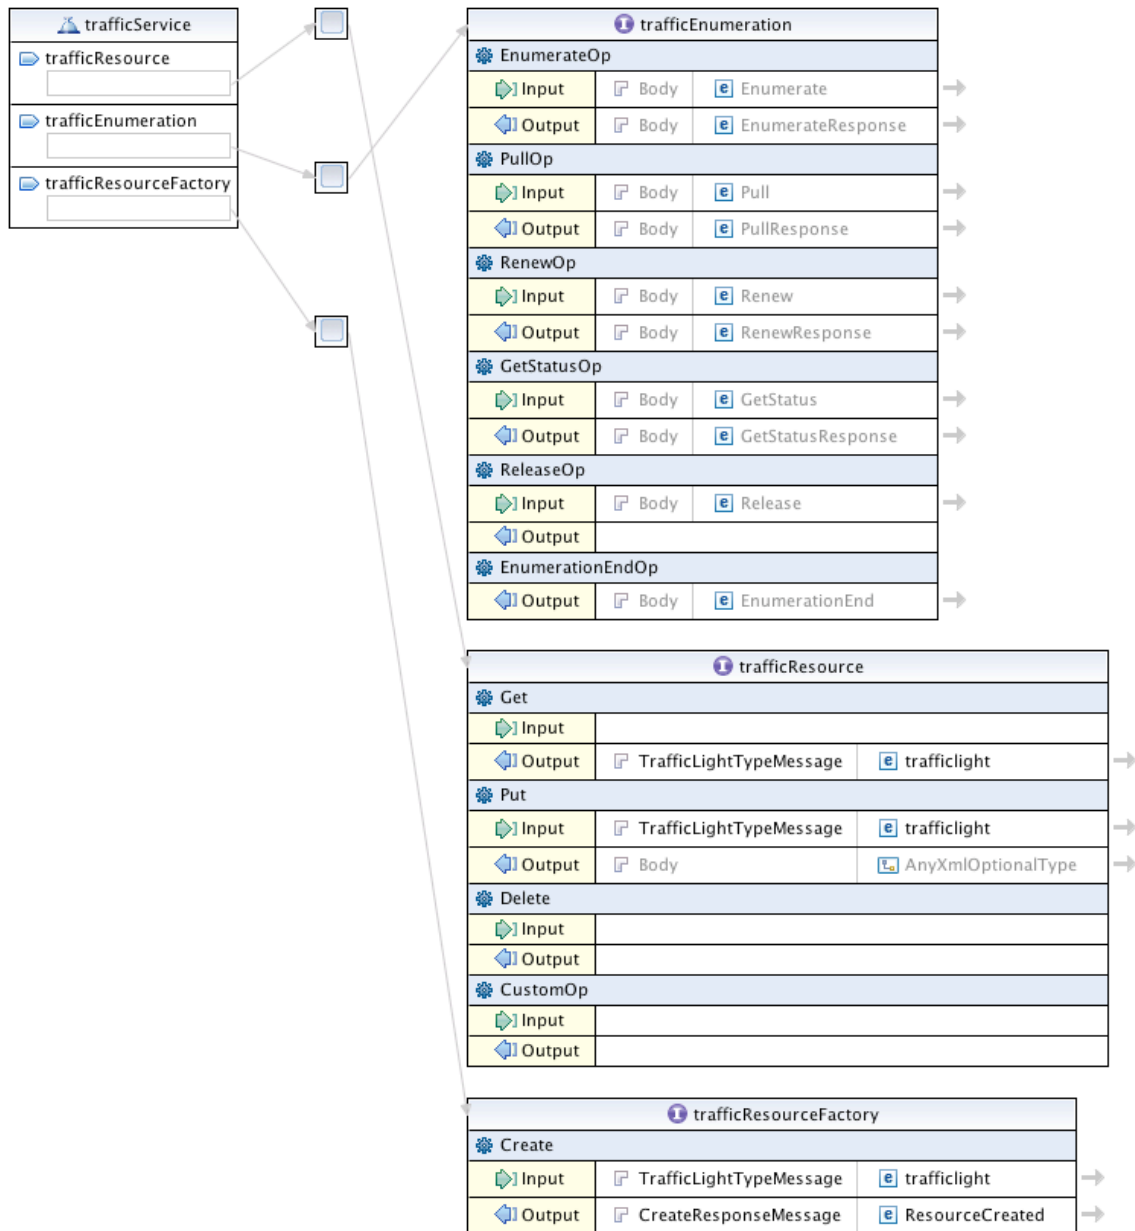 trafficService
trafficResource
trafficEnumeration
trafficResourceFactory
trafficEnumeration
EnumerateOp
Input Body e Enumerate
Output Body e EnumerateResponse
PullOp
Input Body e Pull
Output Body e PullResponse
RenewOp
Input Body e Renew
Output Body e RenewResponse
GetStatusOp
Input Body e GetStatus
Output Body e GetStatusResponse
ReleaseOp
Input Body e Release
Output
EnumerationEndOp
Output Body e EnumerationEnd
trafficResource
Get
Input
Output TrafficLightTypeMessage e trafficlight
Put
Input TrafficLightTypeMessage e trafficlight
Output Body AnyXmlOptionalType
Delete
Input
Output
CustomOp
Input
Output
trafficResourceFactory
Create
Input TrafficLightTypeMessage e trafficlight
Output CreateResponseMessage e ResourceCreated